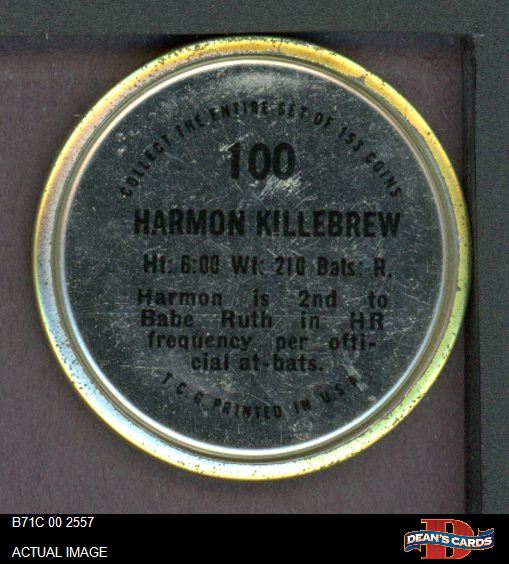 COLLECT THE ENTIRE SET OF 153 COINS
100
HARMON KILLEBREW
Ht: 6:00 Wt: 210 Bats: R.
Harmon is 2nd to
Babe Ruth in HR
frequency per offi-
cial at-bats.
T.C.G. PRINTED IN U.S.A.
B71C 00 2557
ACTUAL IMAGE
D
DEAN'S CARDS